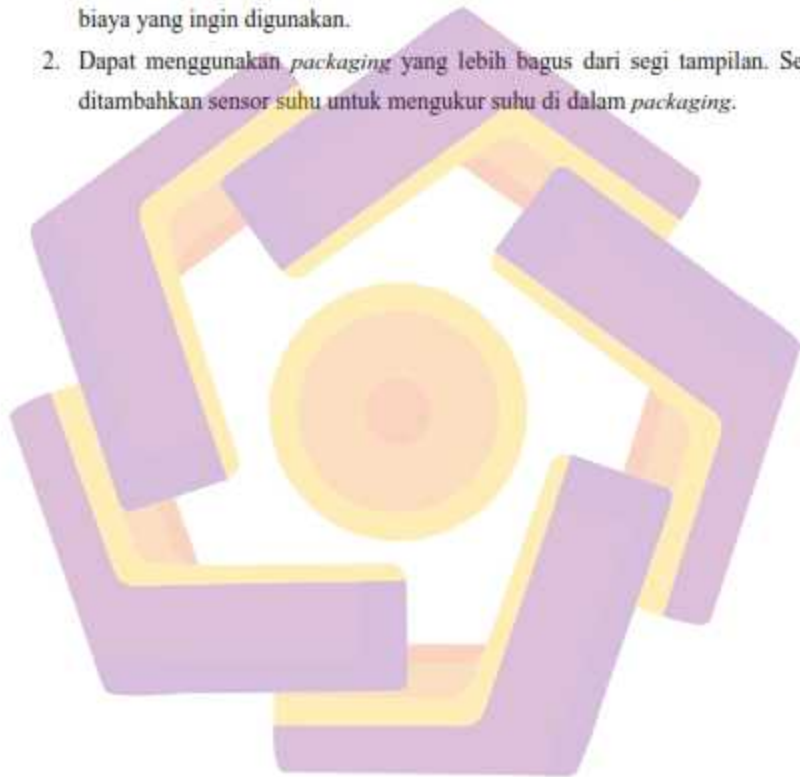 biaya yang ingin digunakan.
2. Dapat menggunakan packaging yang lebih bagus dari segi tampilan. Se
ditambahkan sensor suhu untuk mengukur suhu di dalam packaging.